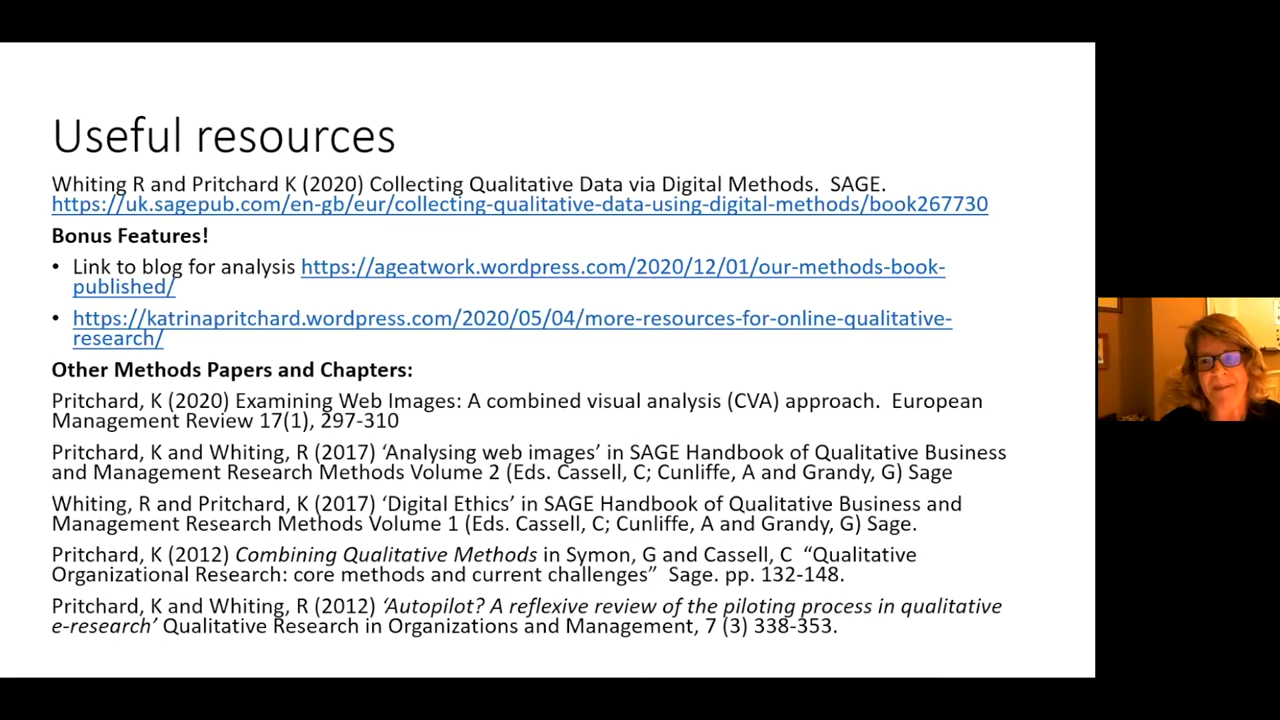 Useful resources
Whiting R and Pritchard K (2020) Collecting Qualitative Data via Digital Methods.  SAGE.
https://uk.sagepub.com/en-gb/eur/collecting-qualitative-data-using-digital-methods/book267730
Bonus Features!
• Link to blog for analysis https://ageatwork.wordpress.com/2020/12/01/our-methods-book-
published/
• https://katrinapritchard.wordpress.com/2020/05/04/more-resources-for-online-qualitative-
research/
Other Methods Papers and Chapters:
Pritchard, K (2020) Examining Web Images: A combined visual analysis (CVA) approach.  European
Management Review 17(1), 297-310
Pritchard, K and Whiting, R (2017) ‘Analysing web images’ in SAGE Handbook of Qualitative Business
and Management Research Methods Volume 2 (Eds. Cassell, C; Cunliffe, A and Grandy, G) Sage
Whiting, R and Pritchard, K (2017) ‘Digital Ethics’ in SAGE Handbook of Qualitative Business and
Management Research Methods Volume 1 (Eds. Cassell, C; Cunliffe, A and Grandy, G) Sage.
Pritchard, K (2012) Combining Qualitative Methods in Symon, G and Cassell, C  “Qualitative
Organizational Research: core methods and current challenges”  Sage. pp. 132-148.
Pritchard, K and Whiting, R (2012) ‘Autopilot? A reflexive review of the piloting process in qualitative
e-research’ Qualitative Research in Organizations and Management, 7 (3) 338-353.